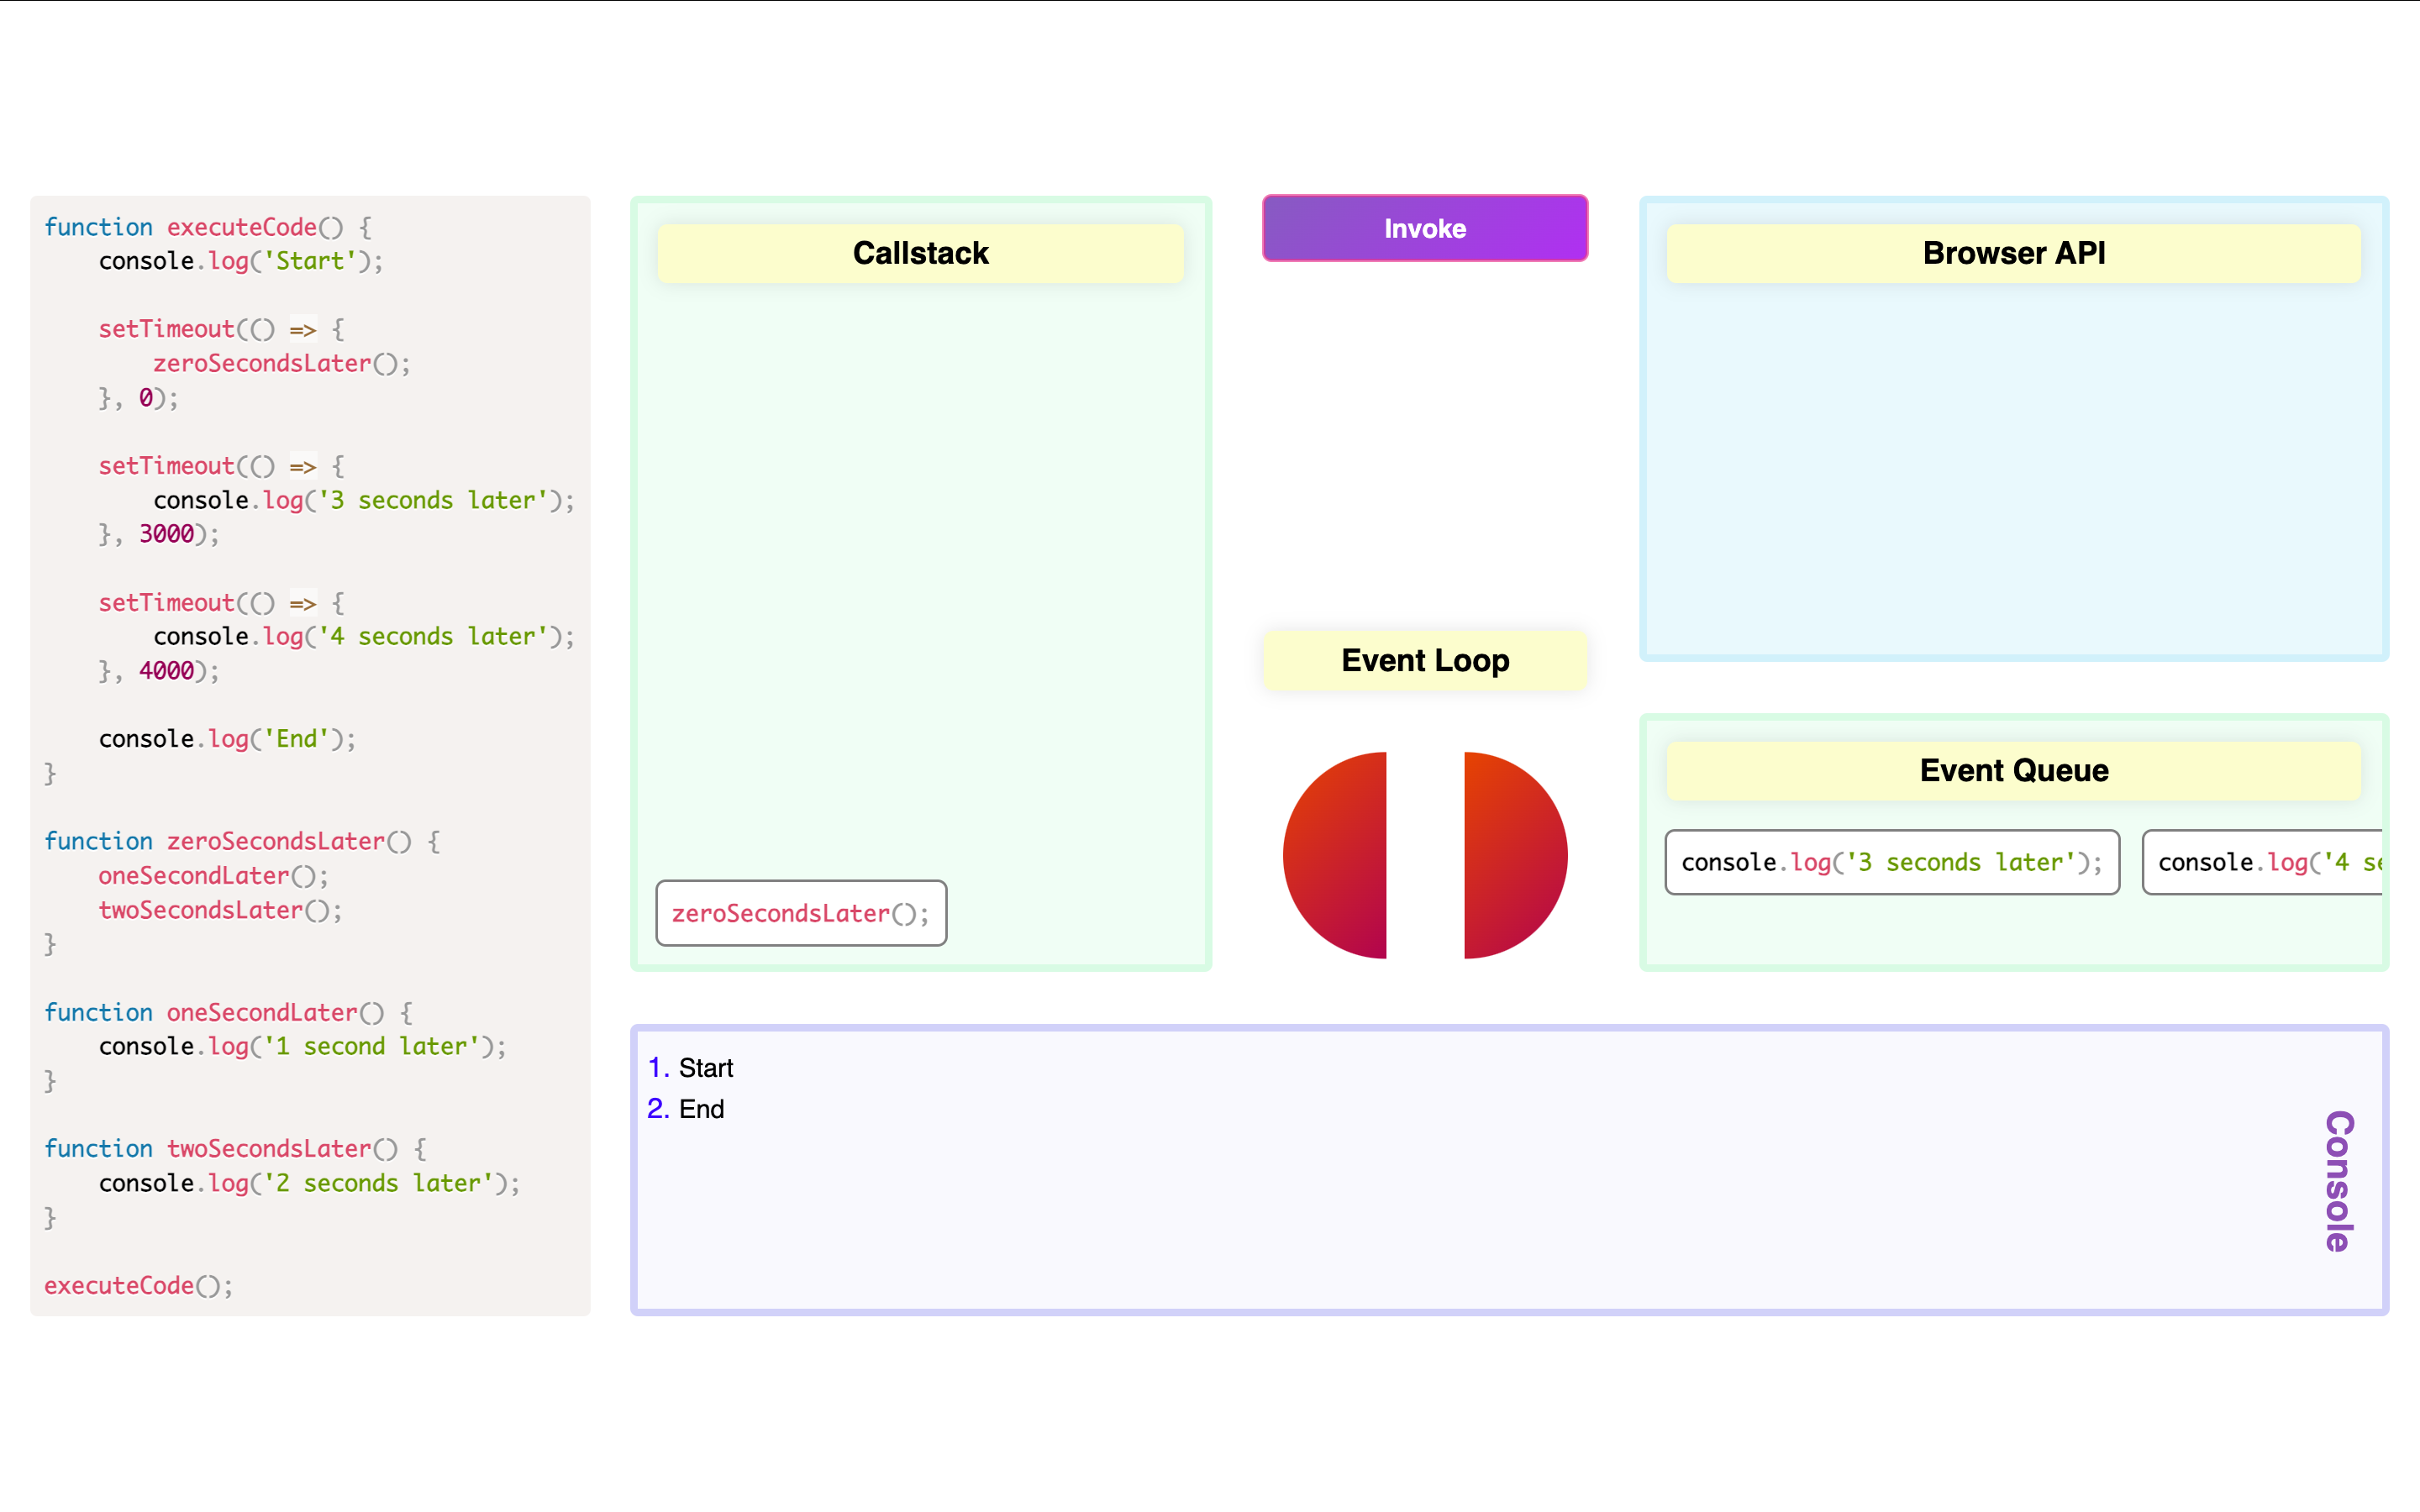 function executeCode() {
    console.log('Start');

    setTimeout(() => {
        zeroSecondsLater();
    }, 0);

    setTimeout(() => {
        console.log('3 seconds later');
    }, 3000);

    setTimeout(() => {
        console.log('4 seconds later');
    }, 4000);

    console.log('End');
}

function zeroSecondsLater() {
    oneSecondLater();
    twoSecondsLater();
}

function oneSecondLater() {
    console.log('1 second later');
}

function twoSecondsLater() {
    console.log('2 seconds later');
}

executeCode();
Callstack
zeroSecondsLater();
Invoke
Event Loop
Browser API
Event Queue
console.log('3 seconds later');
console.log('4 se
1. Start
2. End
Console